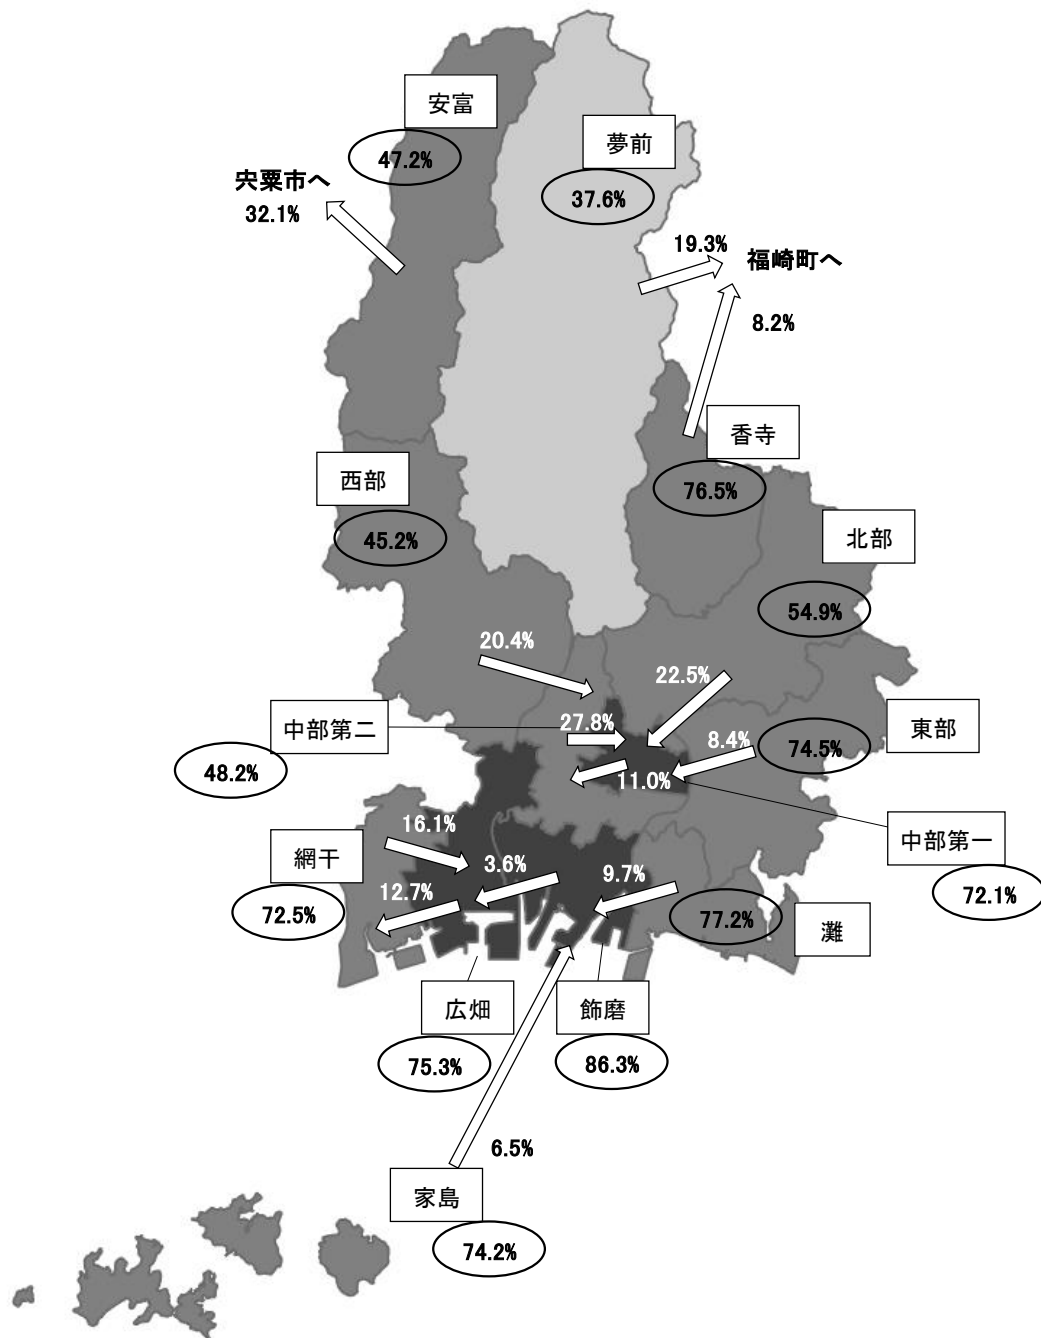 安富
47.2%
夢前
37.6%
宍粟市へ
32.1%
19.3%
福崎町へ
8.2%
香寺
76.5%
西部
45.2%
北部
54.9%
20.4%
22.5%
中部第二
48.2%
27.8%
8.4%
74.5%
東部
11.0%
中部第一
72.1%
網干
72.5%
16.1%
3.6%
12.7%
9.7%
77.2%
灘
広畑
75.3%
飾磨
86.3%
6.5%
家島
74.2%